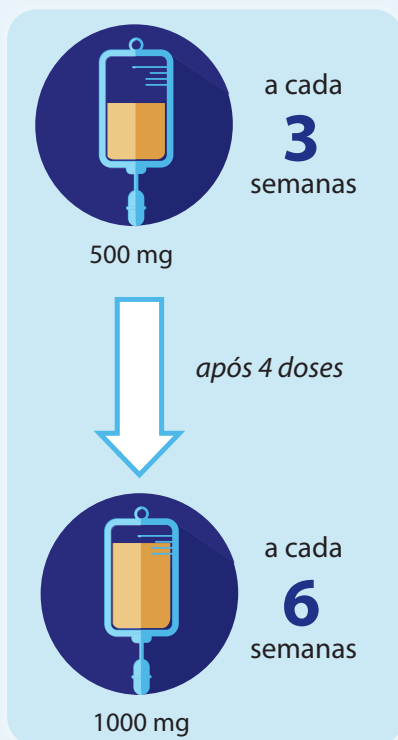 a cada
3
semanas
500 mg
após 4 doses
a cada
6
semanas
1000 mg